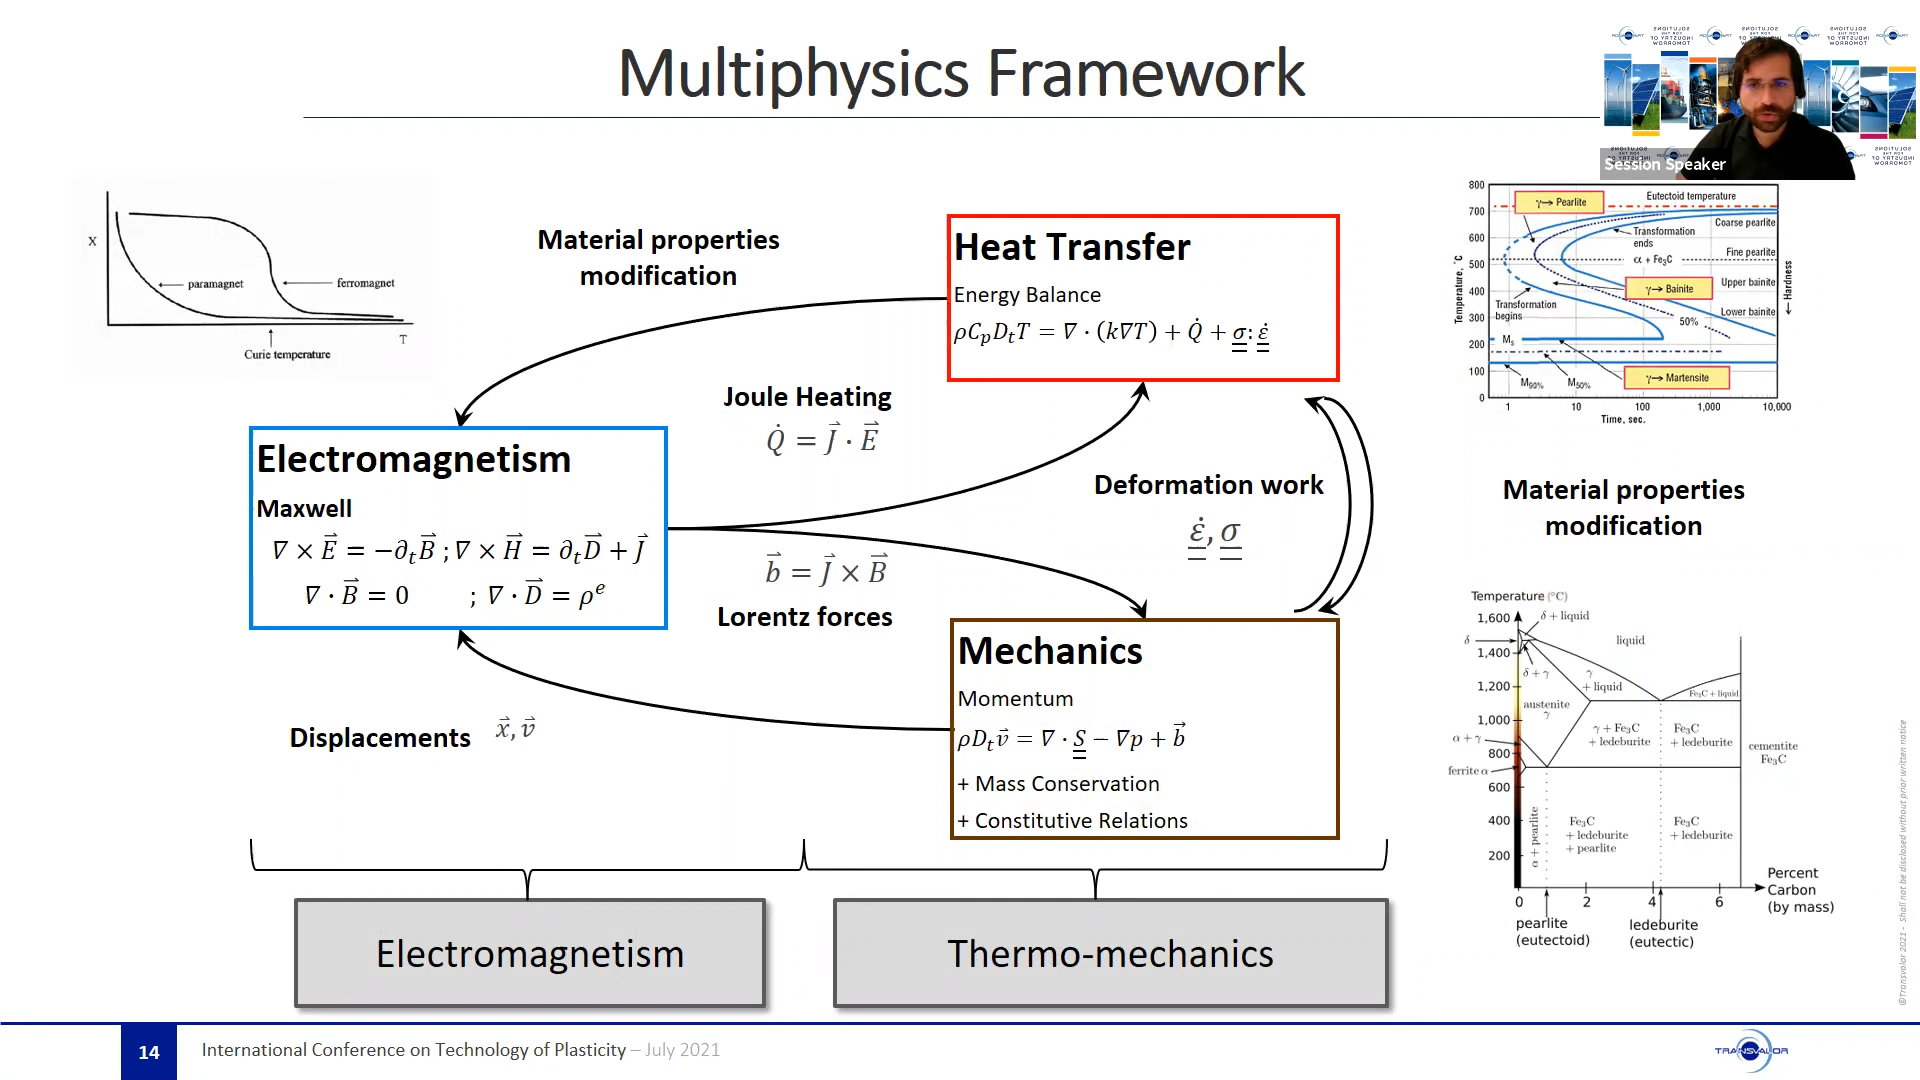 Multiphysics Framework
Session Speaker
X
paramagnet
ferromagnet
Curie temperature
T
Material properties
modification
Heat Transfer
Energy Balance
ρC_p D_t T = ∇ · (k∇T) + Q̇ + σ: ε̇
Joule Heating
Q̇ = J⃗ · E⃗
Electromagnetism
Maxwell
∇ × E⃗ = −∂_t B⃗ ; ∇ × H⃗ = ∂_t D⃗ + J⃗
∇ · B⃗ = 0 ; ∇ · D⃗ = ρ^e
b⃗ = J⃗ × B⃗
Lorentz forces
Deformation work
ε̇, σ
Displacements x⃗, v⃗
Mechanics
Momentum
ρD_t v⃗ = ∇ · S − ∇p + b⃗
+ Mass Conservation
+ Constitutive Relations
Electromagnetism
Thermo-mechanics
Temperature, °C
800
700
600
500
400
300
200
100
0
γ→ Pearlite
Eutectoid temperature
Coarse pearlite
Transformation
ends
Fine pearlite
α + Fe₃C
γ→ Bainite
Upper bainite
Transformation
begins
Lower bainite
50%
M_s
γ→ Martensite
M90%
M50%
Hardness
1 10 100 1,000 10,000
Time, sec.
Material properties
modification
Temperature (°C)
1,600
1,400
1,200
1,000
800
600
400
200
δ + liquid
δ
liquid
δ + γ
γ
+ liquid
Fe₃C + liquid
austenite
γ
α + γ
γ + Fe₃C
+ ledeburite
Fe₃C
+ ledeburite
cementite
Fe₃C
ferrite α
α + pearlite
Fe₃C
+ ledeburite
+ pearlite
Fe₃C
+ ledeburite
0 2 4 6
Percent
Carbon
(by mass)
pearlite
(eutectoid)
ledeburite
(eutectic)
©Transvalor 2021 - Shall not be disclosed without prior written notice
14
International Conference on Technology of Plasticity – July 2021
TRANSVALOR